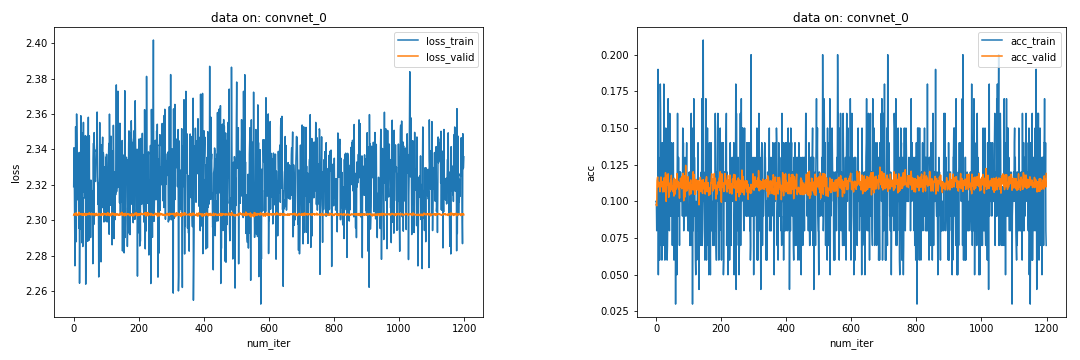 data on: convnet_0
loss_train
loss_valid
2.40
2.38
2.36
2.34
2.32
2.30
2.28
2.26
loss
0 200 400 600 800 1000 1200
num_iter
data on: convnet_0
acc_train
acc_valid
0.200
0.175
0.150
0.125
0.100
0.075
0.050
0.025
acc
0 200 400 600 800 1000 1200
num_iter